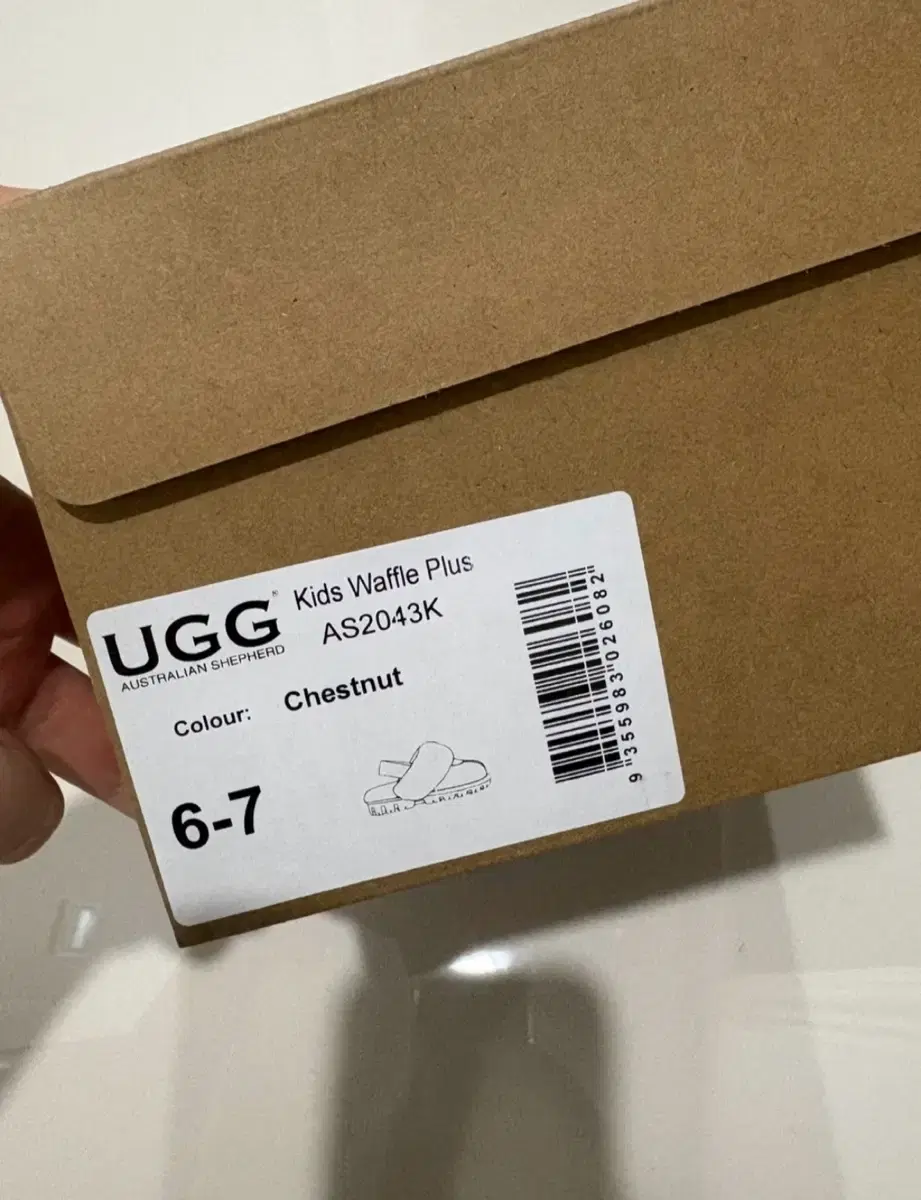 UGG®
AUSTRALIAN SHEPHERD
Kids Waffle Plus
AS2043K
Colour: Chestnut
6-7
9 355983 026082